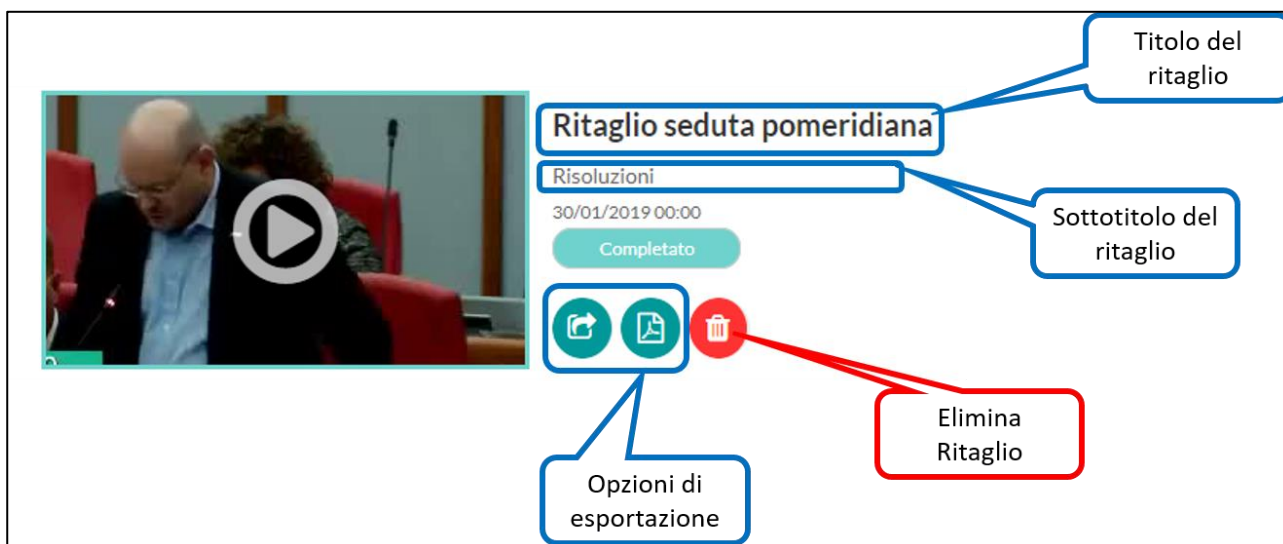 Titolo del
ritaglio
Ritaglio seduta pomeridiana
Risoluzioni
Sottotitolo del
ritaglio
30/01/2019 00:00
Completato
Elimina
Ritaglio
Opzioni di
esportazione